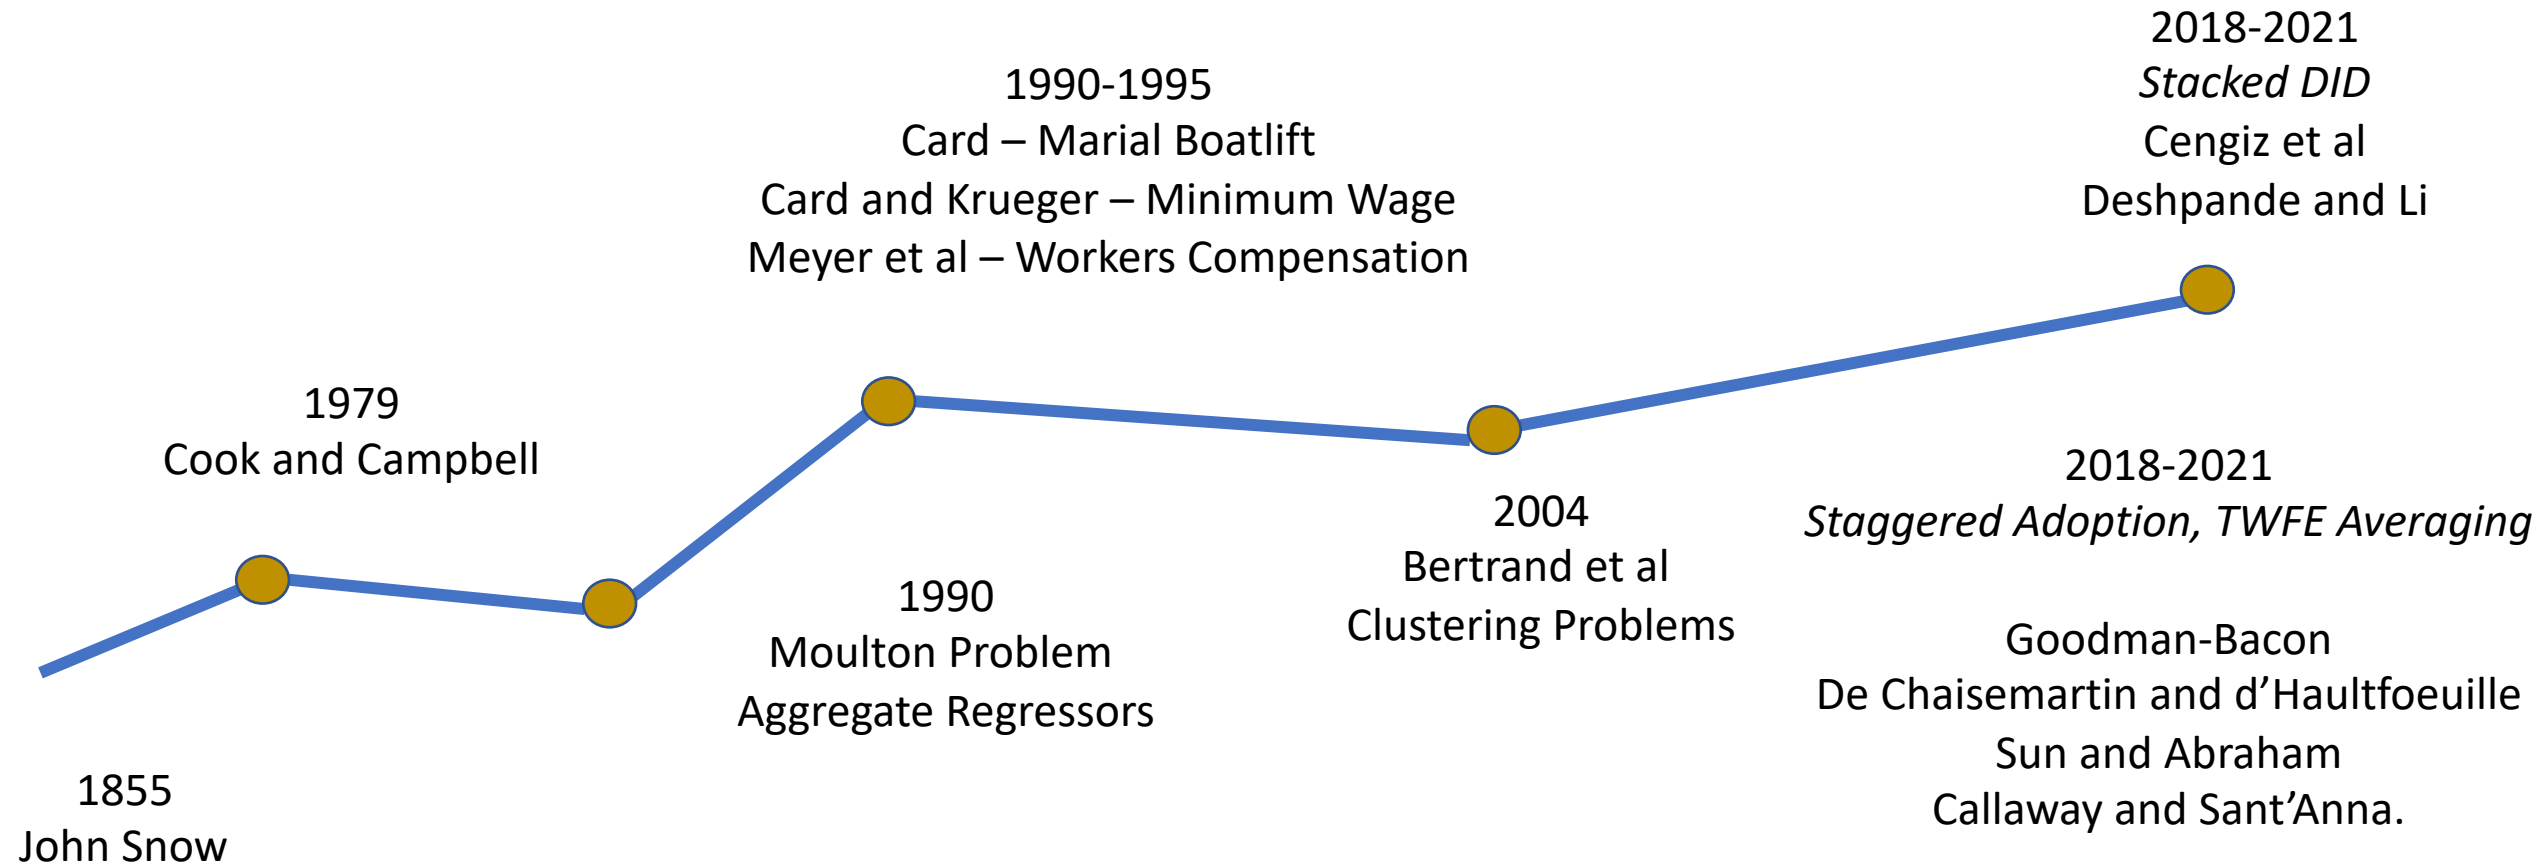 1855
John Snow
1979
Cook and Campbell
1990
Moulton Problem
Aggregate Regressors
1990-1995
Card – Marial Boatlift
Card and Krueger – Minimum Wage
Meyer et al – Workers Compensation
2004
Bertrand et al
Clustering Problems
2018-2021
Stacked DID
Cengiz et al
Deshpande and Li
2018-2021
Staggered Adoption, TWFE Averaging
Goodman-Bacon
De Chaisemartin and d’Haultfoeuille
Sun and Abraham
Callaway and Sant’Anna.